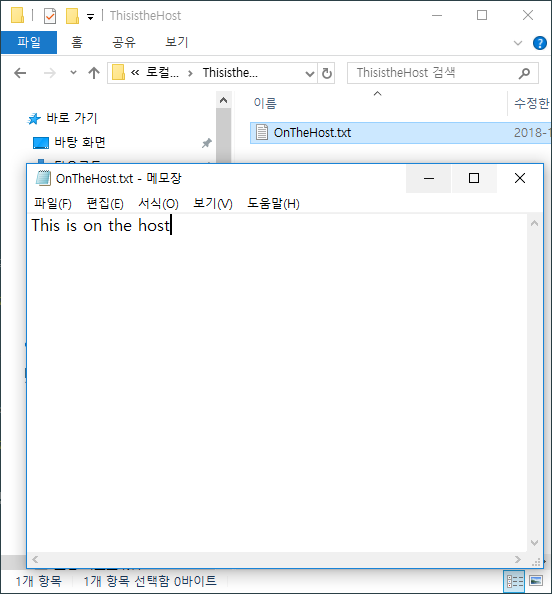 ThisistheHost
파일 홈 공유 보기
« 로컬... > Thisisthe... ThisistheHost 검색
이름 수정한
바로 가기
OnTheHost.txt 2018-1
바탕 화면
OnTheHost.txt - 메모장
파일(F) 편집(E) 서식(O) 보기(V) 도움말(H)
This is on the host
1개 항목 1개 항목 선택함 0바이트